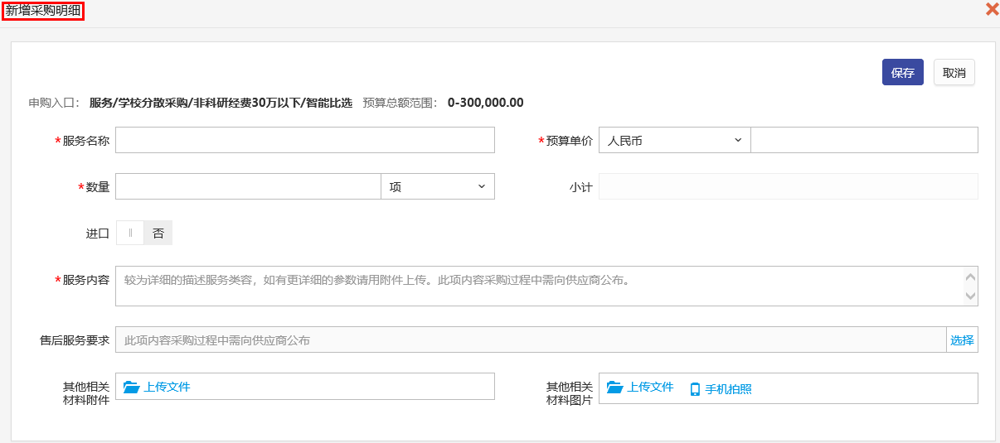 新增采购明细
保存 取消
申购入口： 服务/学校分散采购/非科研经费30万以下/智能比选 预算总额范围： 0-300,000.00
*服务名称 *预算单价 人民币
*数量 项 小计
进口 否
*服务内容 较为详细的描述服务类容，如有更详细的参数请用附件上传。此项内容采购过程中需向供应商公布。
售后服务要求 此项内容采购过程中需向供应商公布 选择
其他相关 上传文件 其他相关 上传文件 手机拍照
材料附件 材料图片